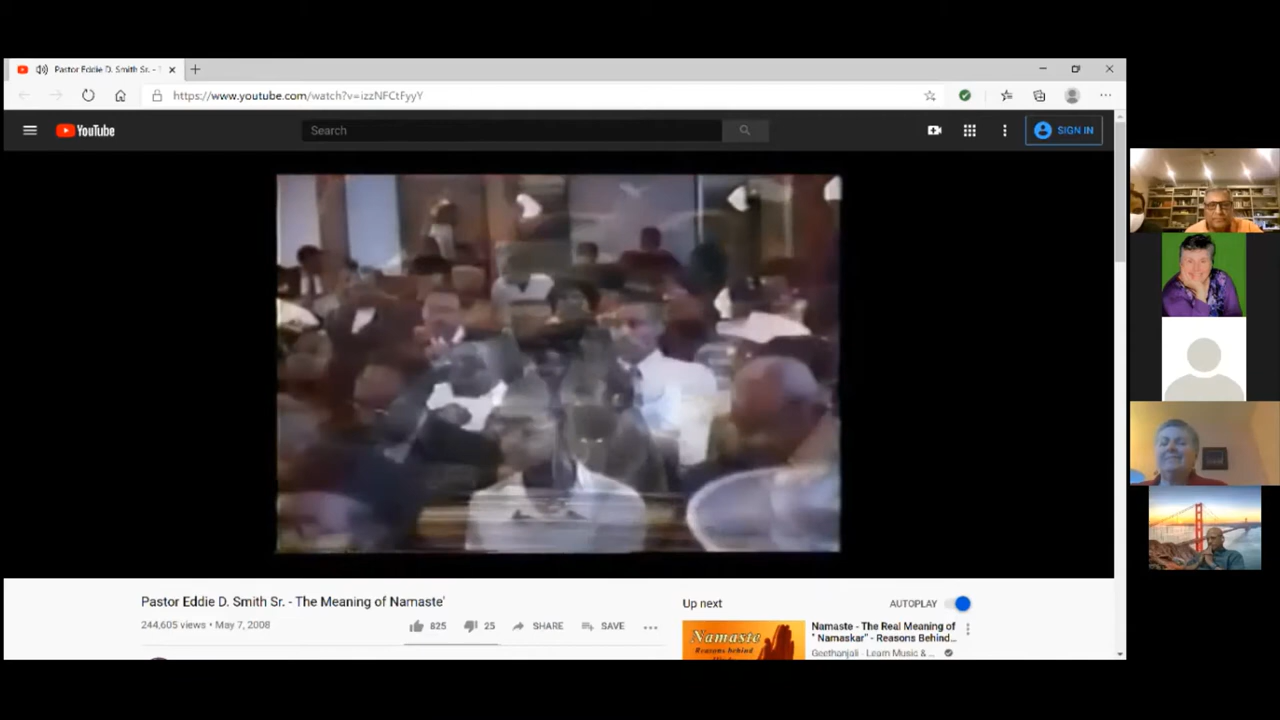 Pastor Eddie D. Smith Sr. -
https://www.youtube.com/watch?v=izzNFCtFyyY
YouTube
Search
SIGN IN
Pastor Eddie D. Smith Sr. - The Meaning of Namaste'
244,605 views • May 7, 2008
825
25
SHARE
SAVE
Up next
AUTOPLAY
Namaste
Reasons behind
Namaste - The Real Meaning of
" Namaskar" - Reasons Behind...
Geethanjali - Learn Music & ...